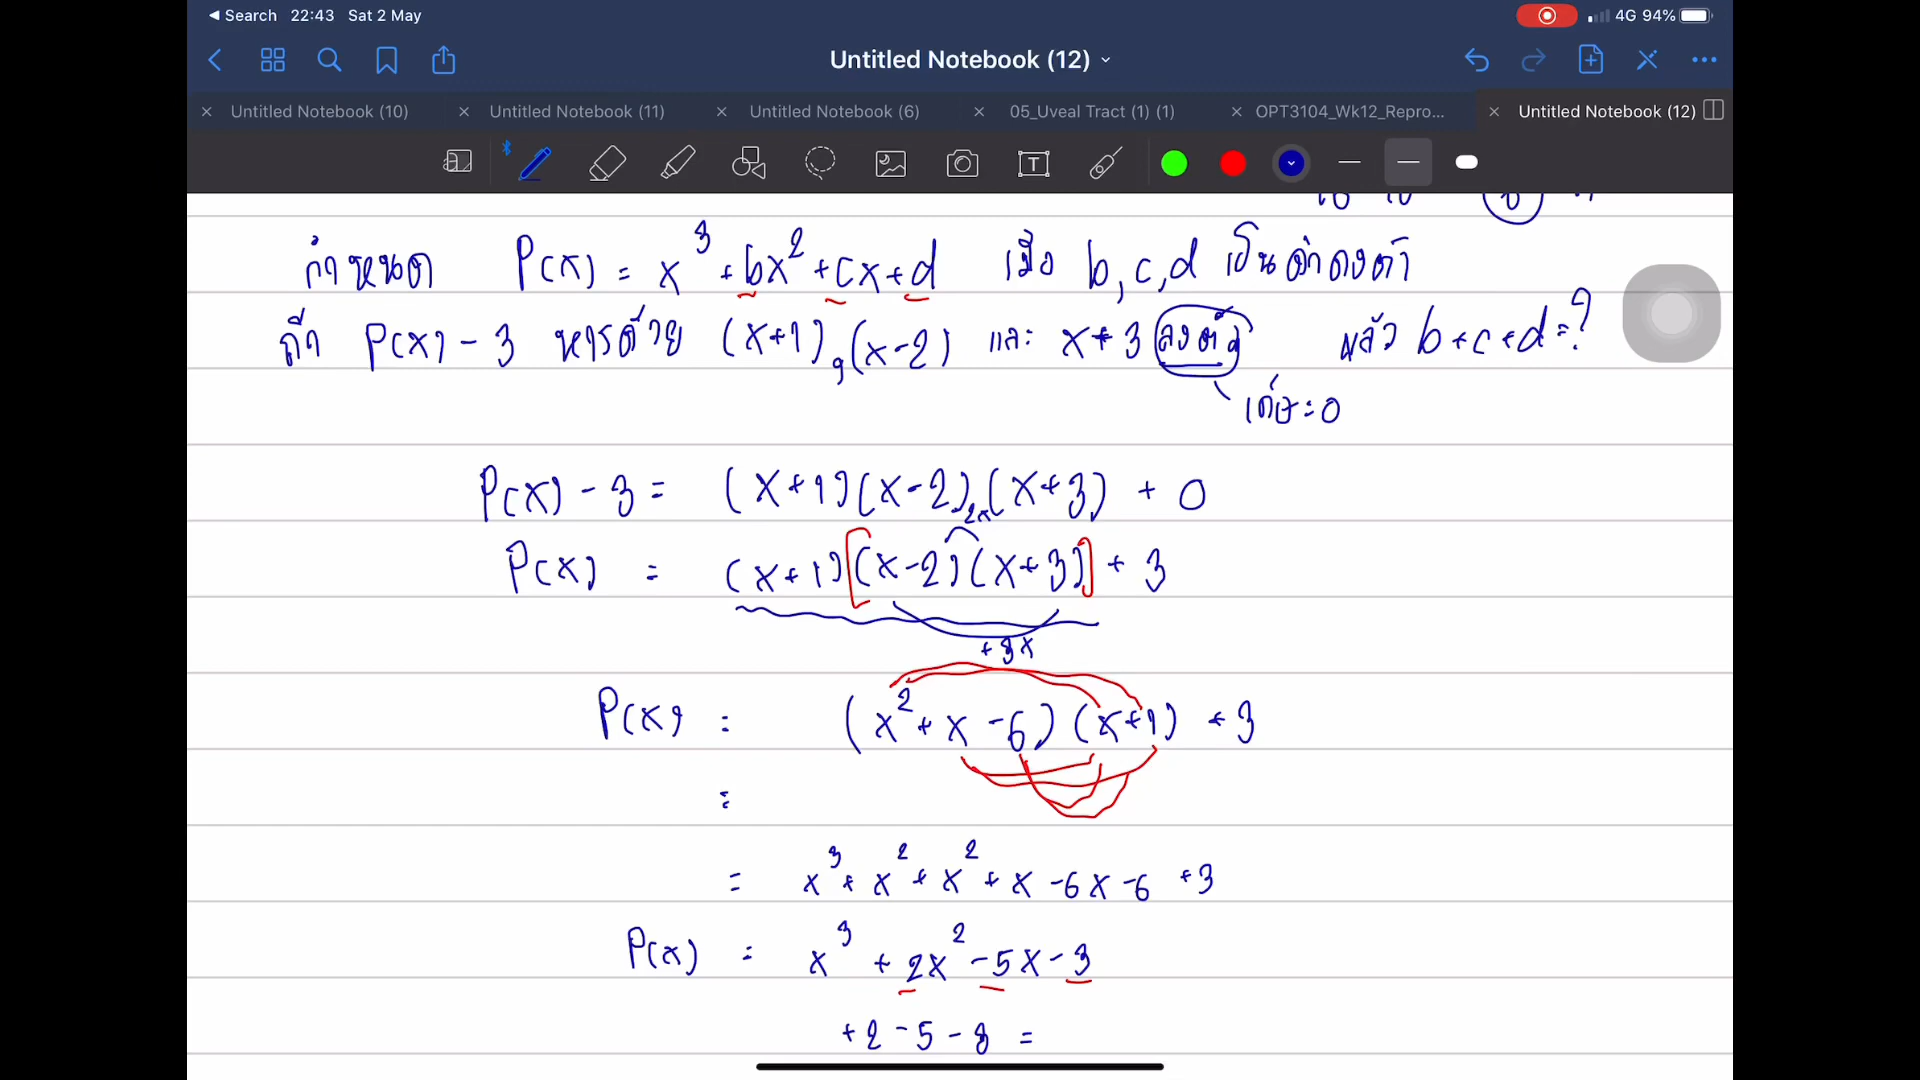 Search 22:43 Sat 2 May 4G 94%
Untitled Notebook (12)
Untitled Notebook (10) Untitled Notebook (11) Untitled Notebook (6) 05_Uveal Tract (1) (1) OPT3104_Wk12_Repro... Untitled Notebook (12)
กำหนด P(x) = x³ + bx² + cx + d เมื่อ b, c, d เป็นค่าคงตัว
ถ้า P(x) - 3 หารด้วย (x+1), (x-2) และ x+3 ลงตัว แล้ว b+c+d=?
เศษ=0
P(x) - 3 = (x+1)(x-2)(x+3) + 0
-2x
P(x) = (x+1)[(x-2)(x+3)] + 3
+3x
P(x) = (x² + x - 6)(x+1) + 3
=
= x³ + x² + x² + x - 6x - 6 + 3
P(x) = x³ + 2x² - 5x - 3
+2 - 5 - 3 =